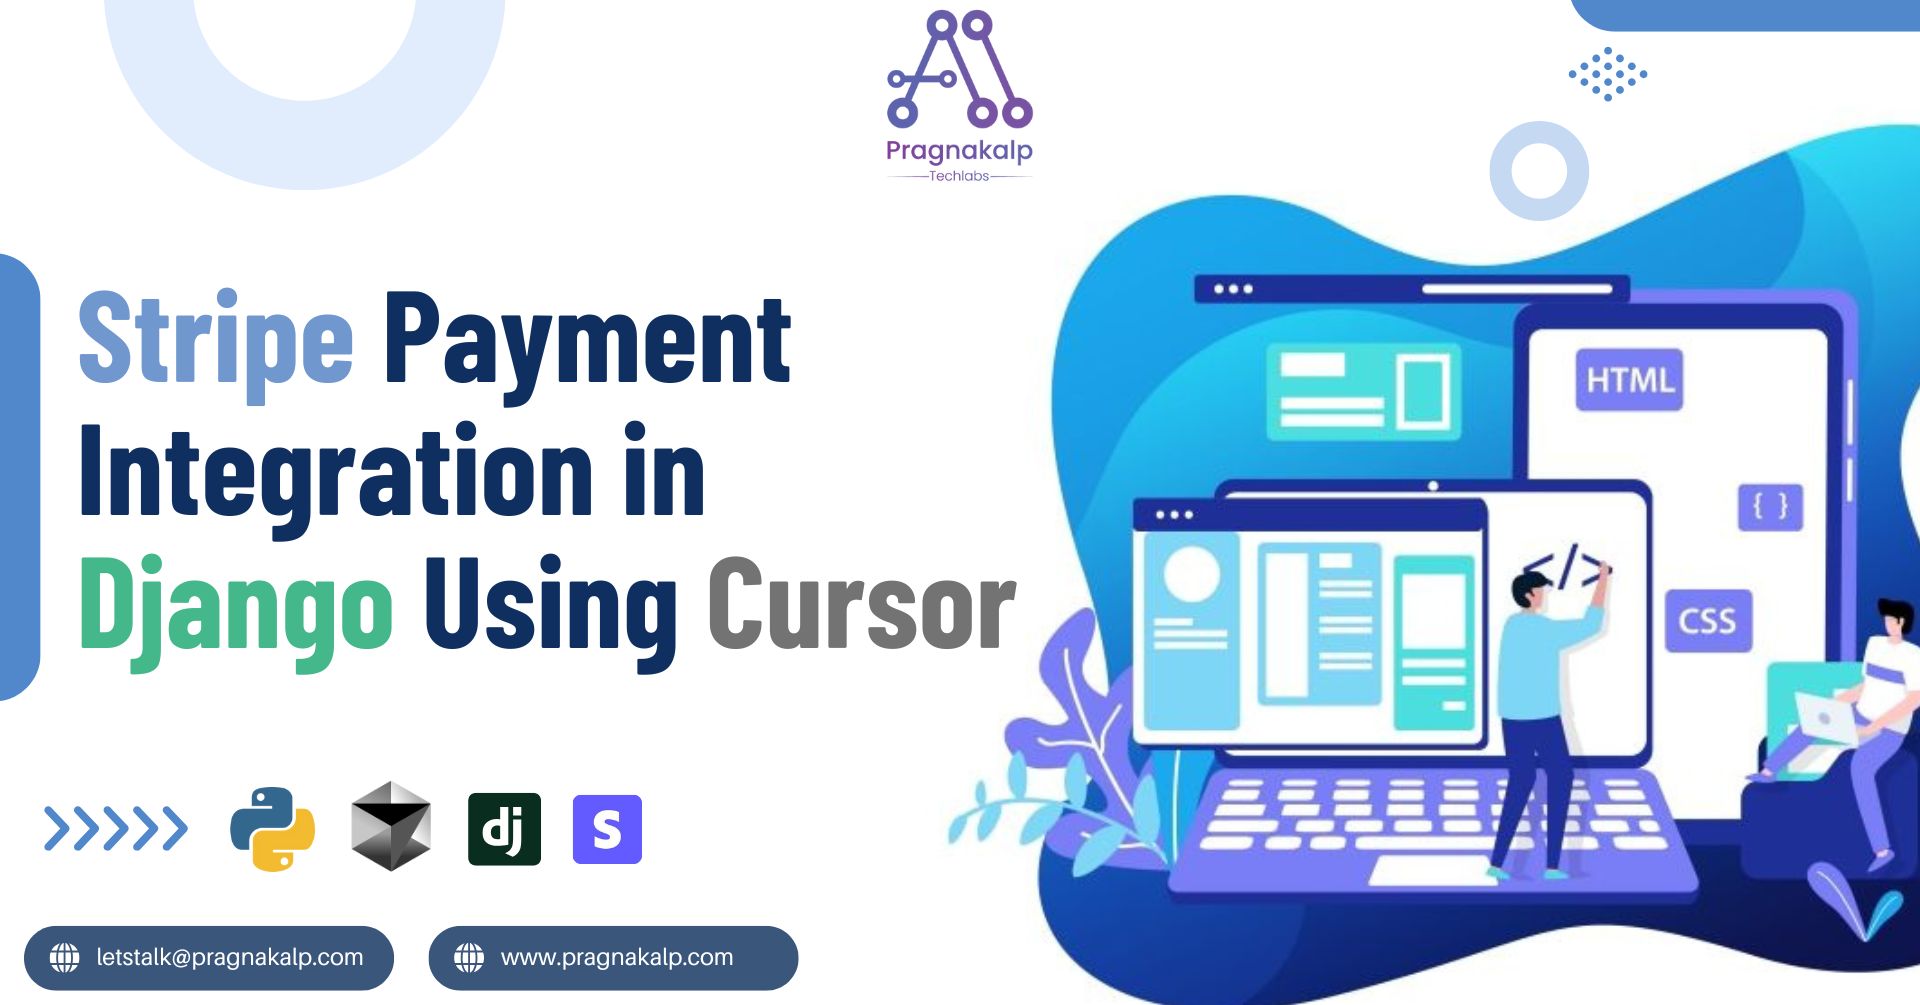 Pragnakalp
Techlabs
Stripe Payment
Integration in
Django Using Cursor
HTML
{ }
</>
CSS
dj
S
letstalk@pragnakalp.com
www.pragnakalp.com